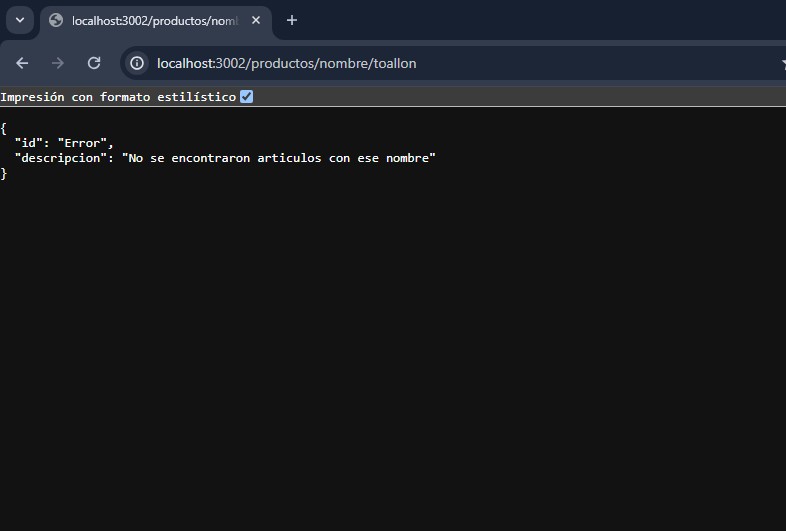 localhost:3002/productos/nomb
localhost:3002/productos/nombre/toallon
Impresión con formato estilístico
{
"id": "Error",
"descripcion": "No se encontraron articulos con ese nombre"
}